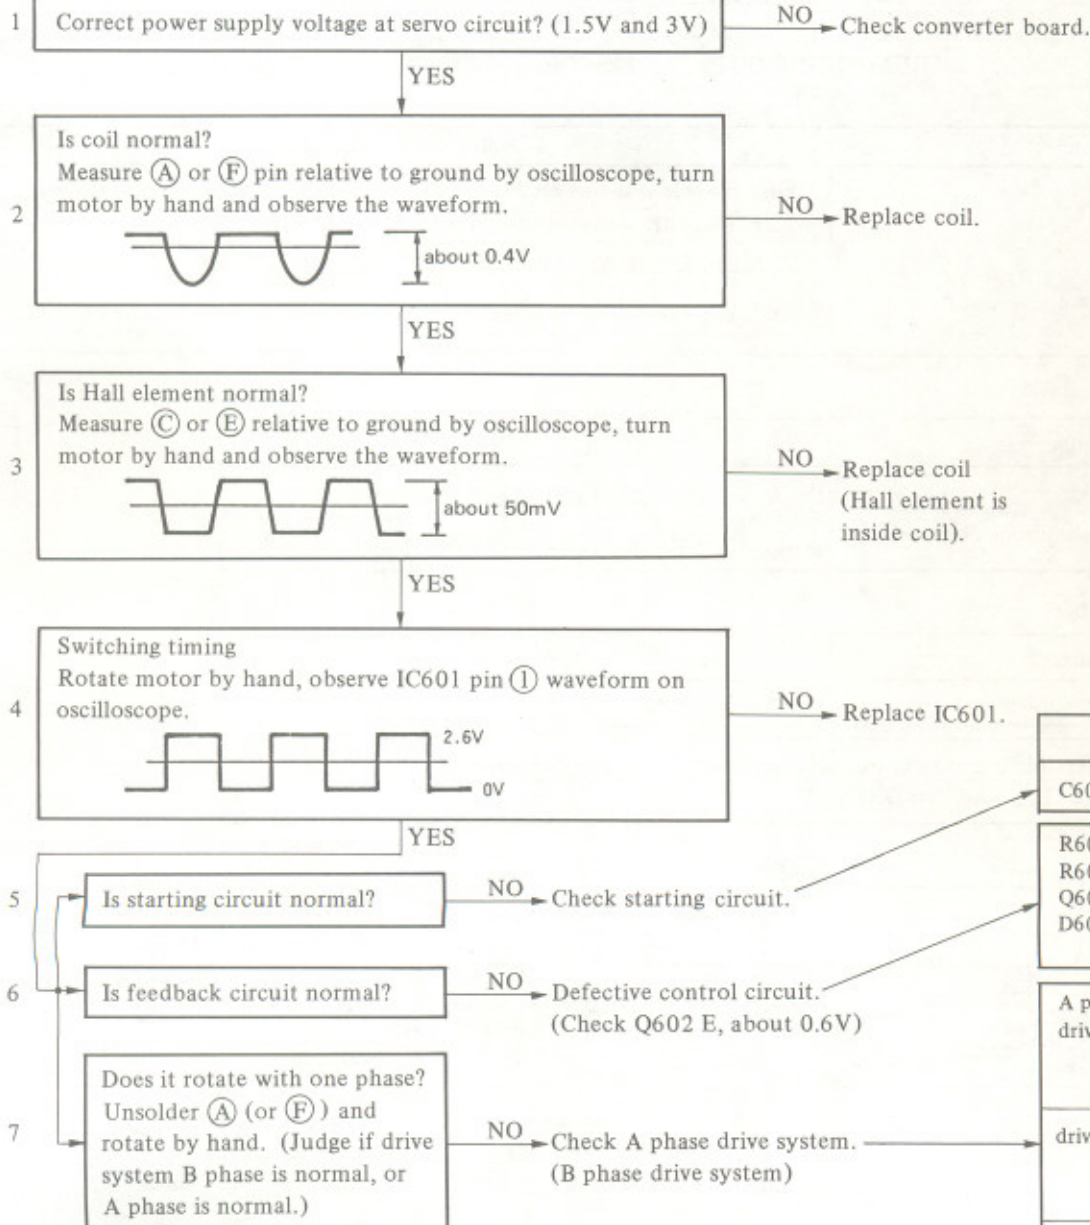 1
Correct power supply voltage at servo circuit? (1.5V and 3V)
NO
Check converter board.
YES
2
Is coil normal?
Measure Ⓐ or Ⓕ pin relative to ground by oscilloscope, turn
motor by hand and observe the waveform.
about 0.4V
NO
Replace coil.
YES
3
Is Hall element normal?
Measure Ⓒ or Ⓔ relative to ground by oscilloscope, turn
motor by hand and observe the waveform.
about 50mV
NO
Replace coil
(Hall element is
inside coil).
YES
4
Switching timing
Rotate motor by hand, observe IC601 pin ① waveform on
oscilloscope.
2.6V
0V
NO
Replace IC601.
YES
5
Is starting circuit normal?
NO
Check starting circuit.
6
Is feedback circuit normal?
NO
Defective control circuit.
(Check Q602 E, about 0.6V)
7
Does it rotate with one phase?
Unsolder Ⓐ (or Ⓕ) and
rotate by hand. (Judge if drive
system B phase is normal, or
A phase is normal.)
NO
Check A phase drive system.
(B phase drive system)
C60
R60
R60
Q60
D60
A p
driv
driv